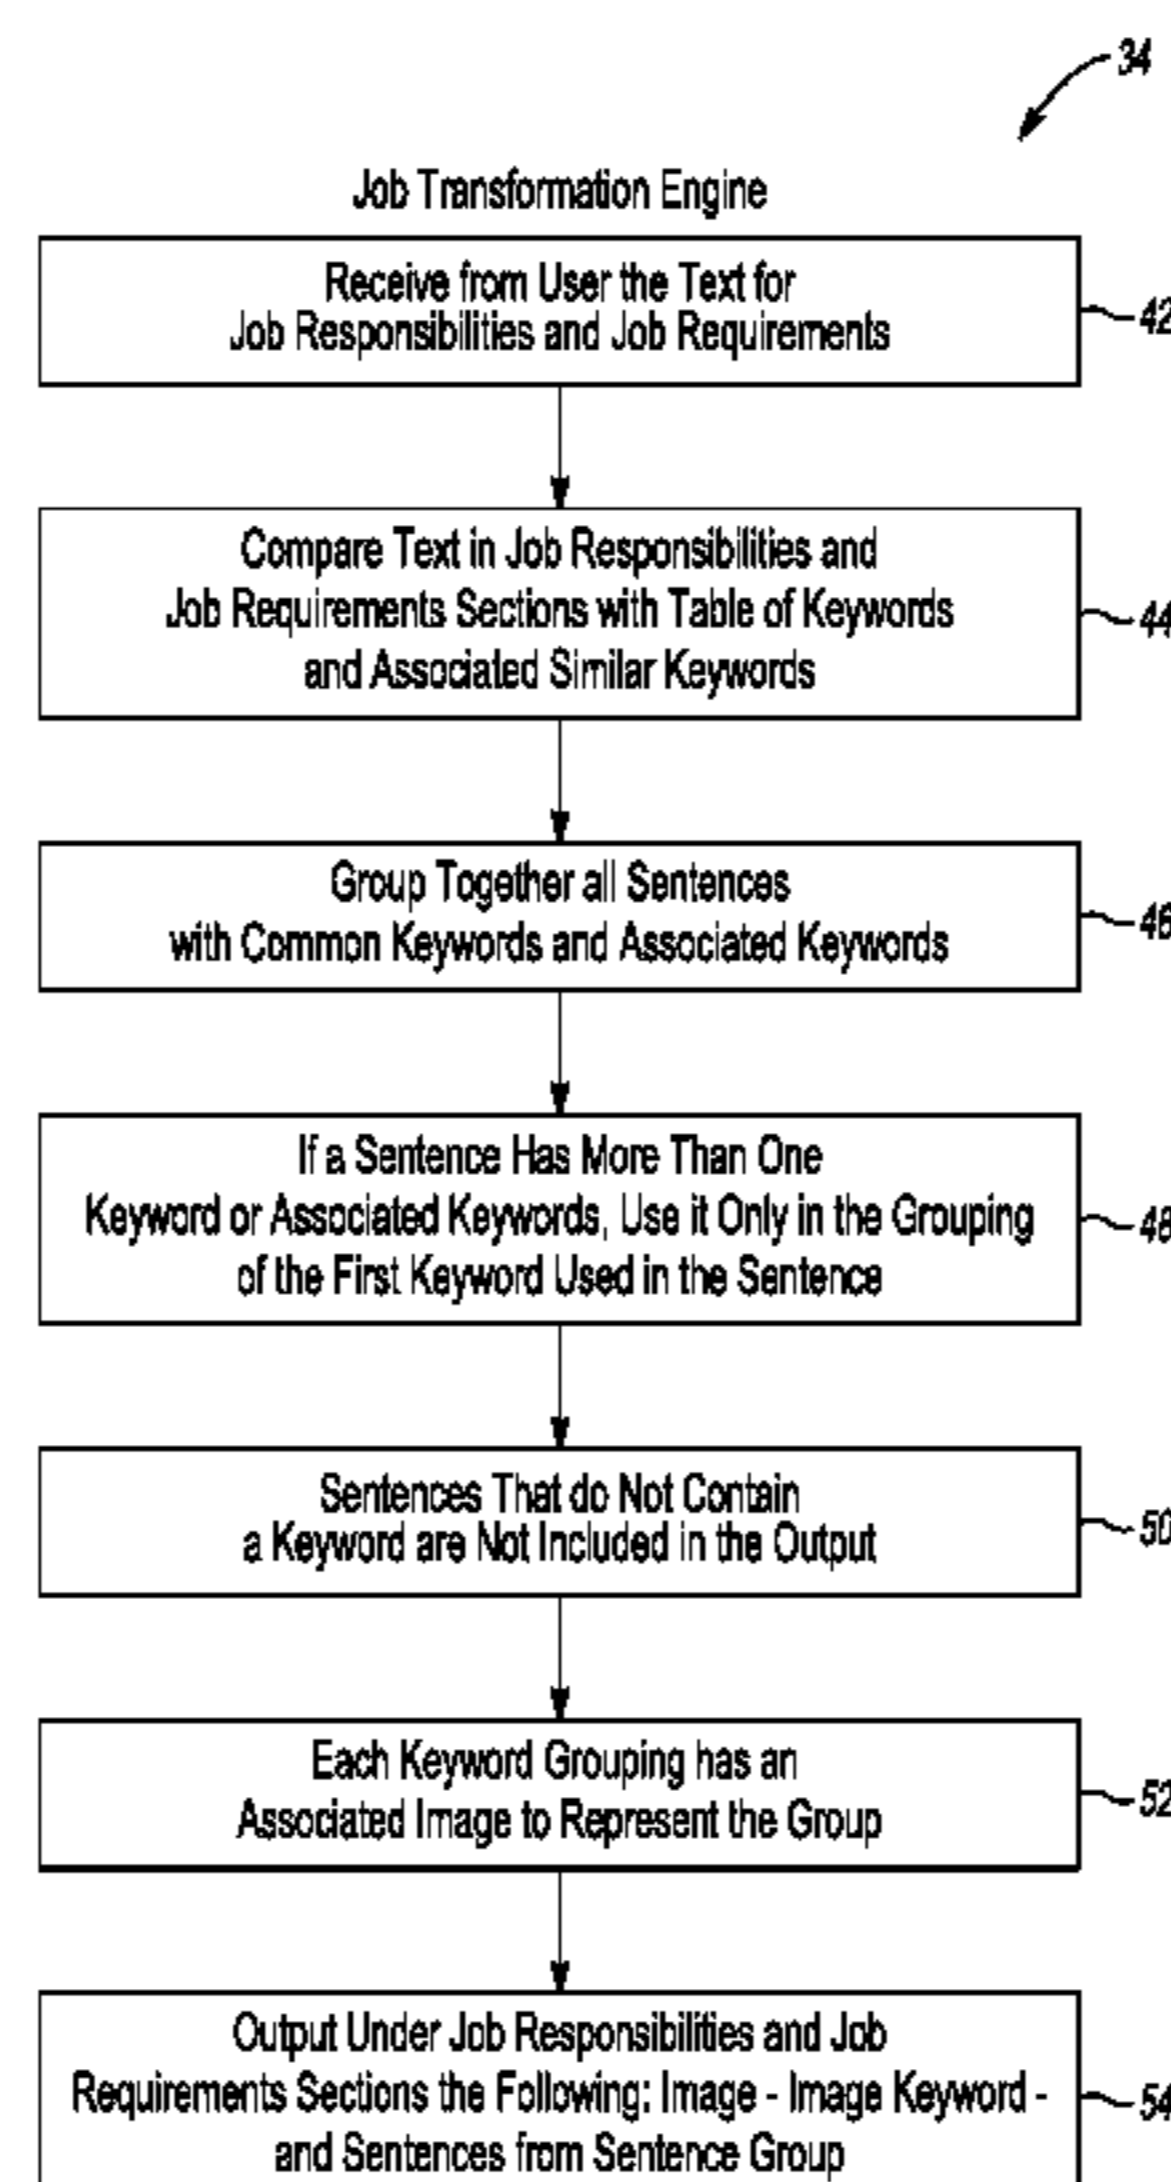 34
Job Transformation Engine
Receive from User the Text for
Job Responsibilities and Job Requirements
42
Compare Text in Job Responsibilities and
Job Requirements Sections with Table of Keywords
and Associated Similar Keywords
44
Group Together all Sentences
with Common Keywords and Associated Keywords
46
If a Sentence Has More Than One
Keyword or Associated Keywords, Use it Only in the Grouping
of the First Keyword Used in the Sentence
48
Sentences That do Not Contain
a Keyword are Not Included in the Output
50
Each Keyword Grouping has an
Associated Image to Represent the Group
52
Output Under Job Responsibilities and Job
Requirements Sections the Following: Image - Image Keyword -
and Sentences from Sentence Group
54